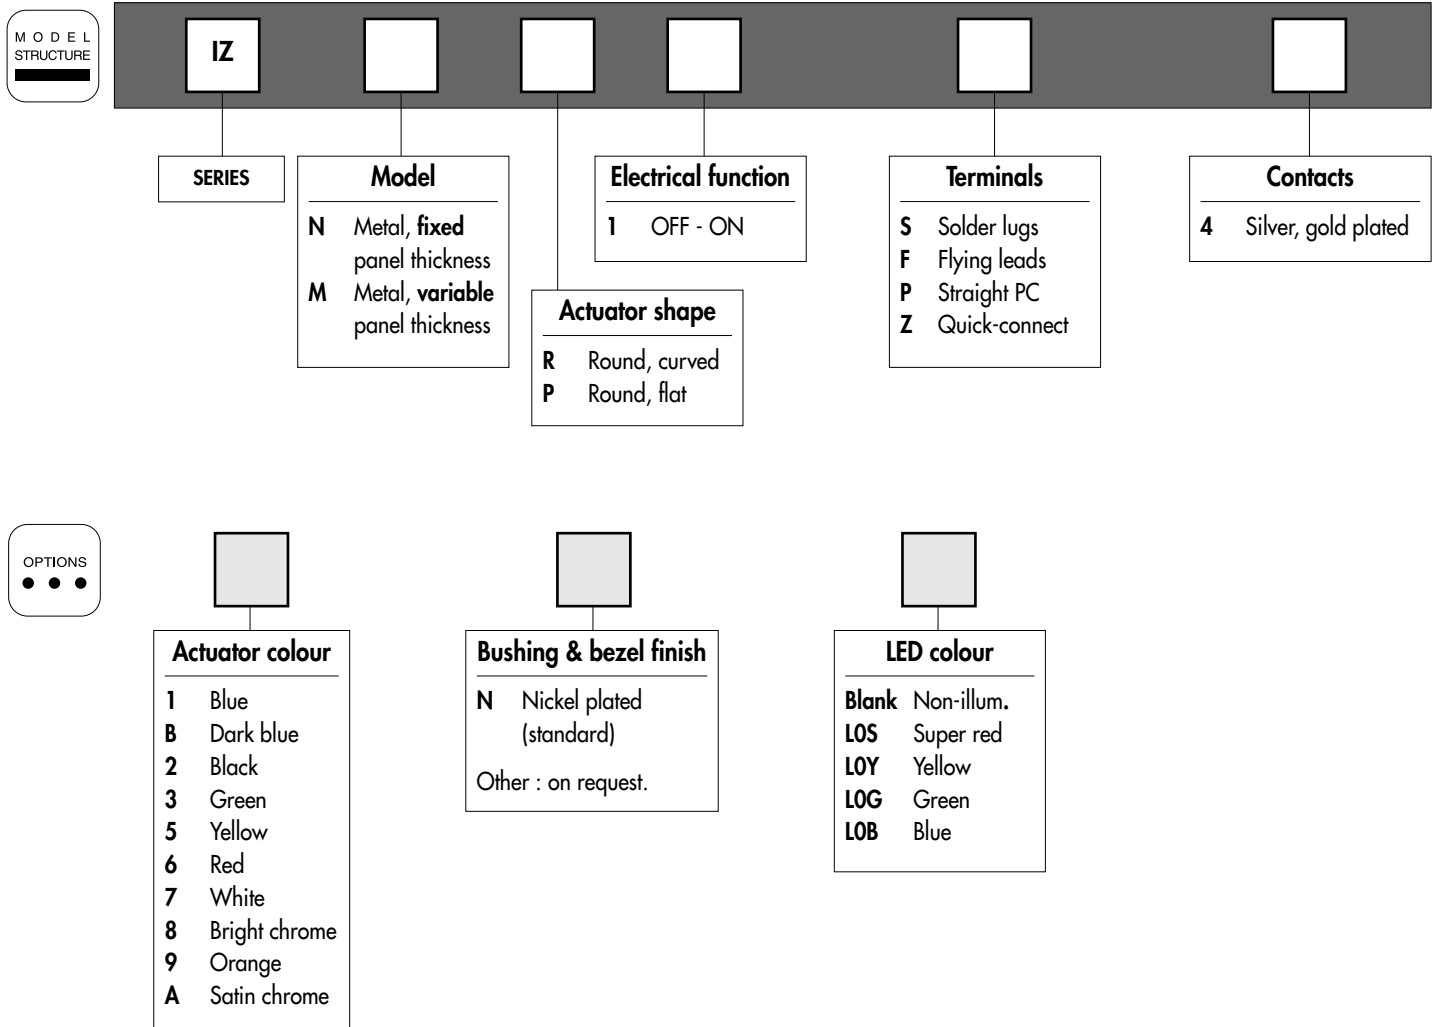 MODEL
STRUCTURE
IZ
SERIES
Model
N Metal, fixed
panel thickness
M Metal, variable
panel thickness
Actuator shape
R Round, curved
P Round, flat
Electrical function
1 OFF - ON
Terminals
S Solder lugs
F Flying leads
P Straight PC
Z Quick-connect
Contacts
4 Silver, gold plated
OPTIONS
Actuator colour
1 Blue
B Dark blue
2 Black
3 Green
5 Yellow
6 Red
7 White
8 Bright chrome
9 Orange
A Satin chrome
Bushing & bezel finish
N Nickel plated
(standard)
Other : on request.
LED colour
Blank Non-illum.
L0S Super red
L0Y Yellow
L0G Green
L0B Blue